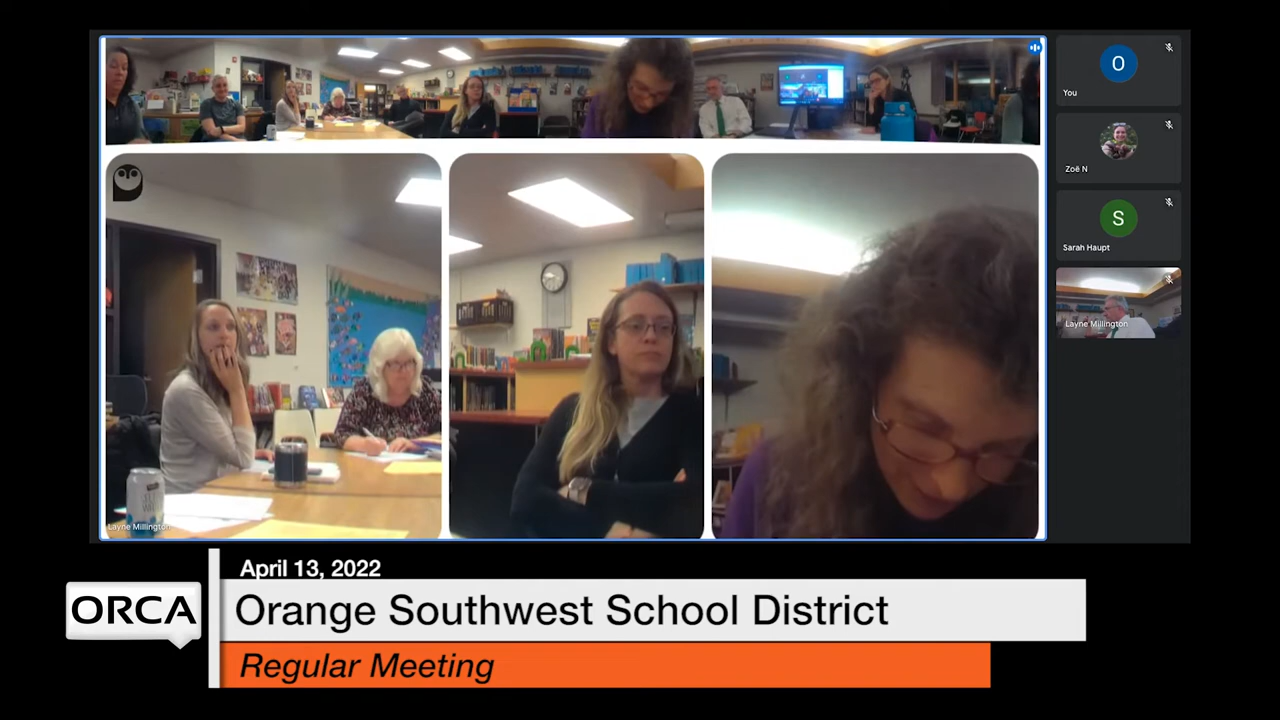 O
You
Zoë N
S
Sarah Haupt
Layne Millington
Layne Millington
April 13, 2022
ORCA
Orange Southwest School District
Regular Meeting